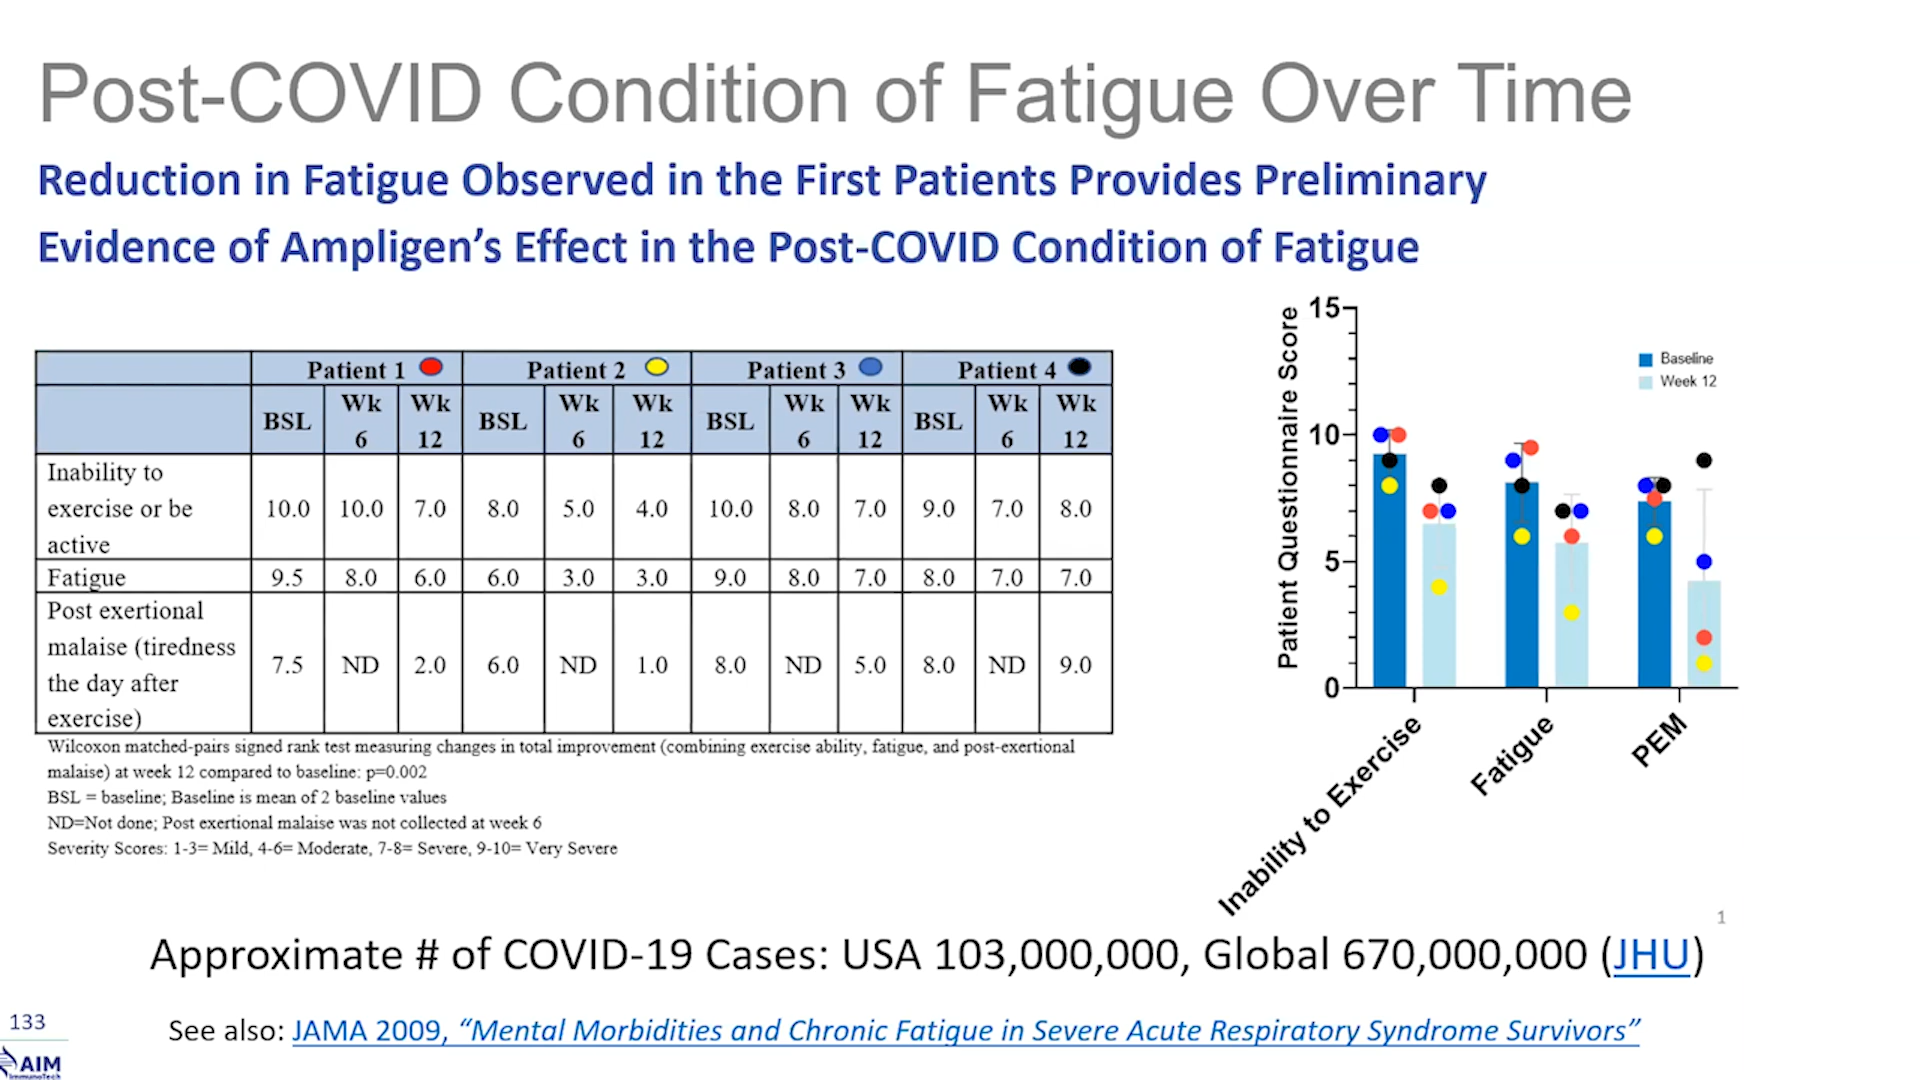 Post-COVID Condition of Fatigue Over Time
Reduction in Fatigue Observed in the First Patients Provides Preliminary
Evidence of Ampligen's Effect in the Post-COVID Condition of Fatigue
Patient 1 Patient 2 Patient 3 Patient 4
BSL Wk 6 Wk 12 BSL Wk 6 Wk 12 BSL Wk 6 Wk 12 BSL Wk 6 Wk 12
Inability to exercise or be active 10.0 10.0 7.0 8.0 5.0 4.0 10.0 8.0 7.0 9.0 7.0 8.0
Fatigue 9.5 8.0 6.0 6.0 3.0 3.0 9.0 8.0 7.0 8.0 7.0 7.0
Post exertional malaise (tiredness the day after exercise) 7.5 ND 2.0 6.0 ND 1.0 8.0 ND 5.0 8.0 ND 9.0
Wilcoxon matched-pairs signed rank test measuring changes in total improvement (combining exercise ability, fatigue, and post-exertional
malaise) at week 12 compared to baseline: p=0.002
BSL = baseline; Baseline is mean of 2 baseline values
ND=Not done; Post exertional malaise was not collected at week 6
Severity Scores: 1-3= Mild, 4-6= Moderate, 7-8= Severe, 9-10= Very Severe
Patient Questionnaire Score
15
10
5
0
Baseline
Week 12
Inability to Exercise
Fatigue
PEM
1
Approximate # of COVID-19 Cases: USA 103,000,000, Global 670,000,000 (JHU)
See also: JAMA 2009, “Mental Morbidities and Chronic Fatigue in Severe Acute Respiratory Syndrome Survivors”
133
AIM
ImmunoTech